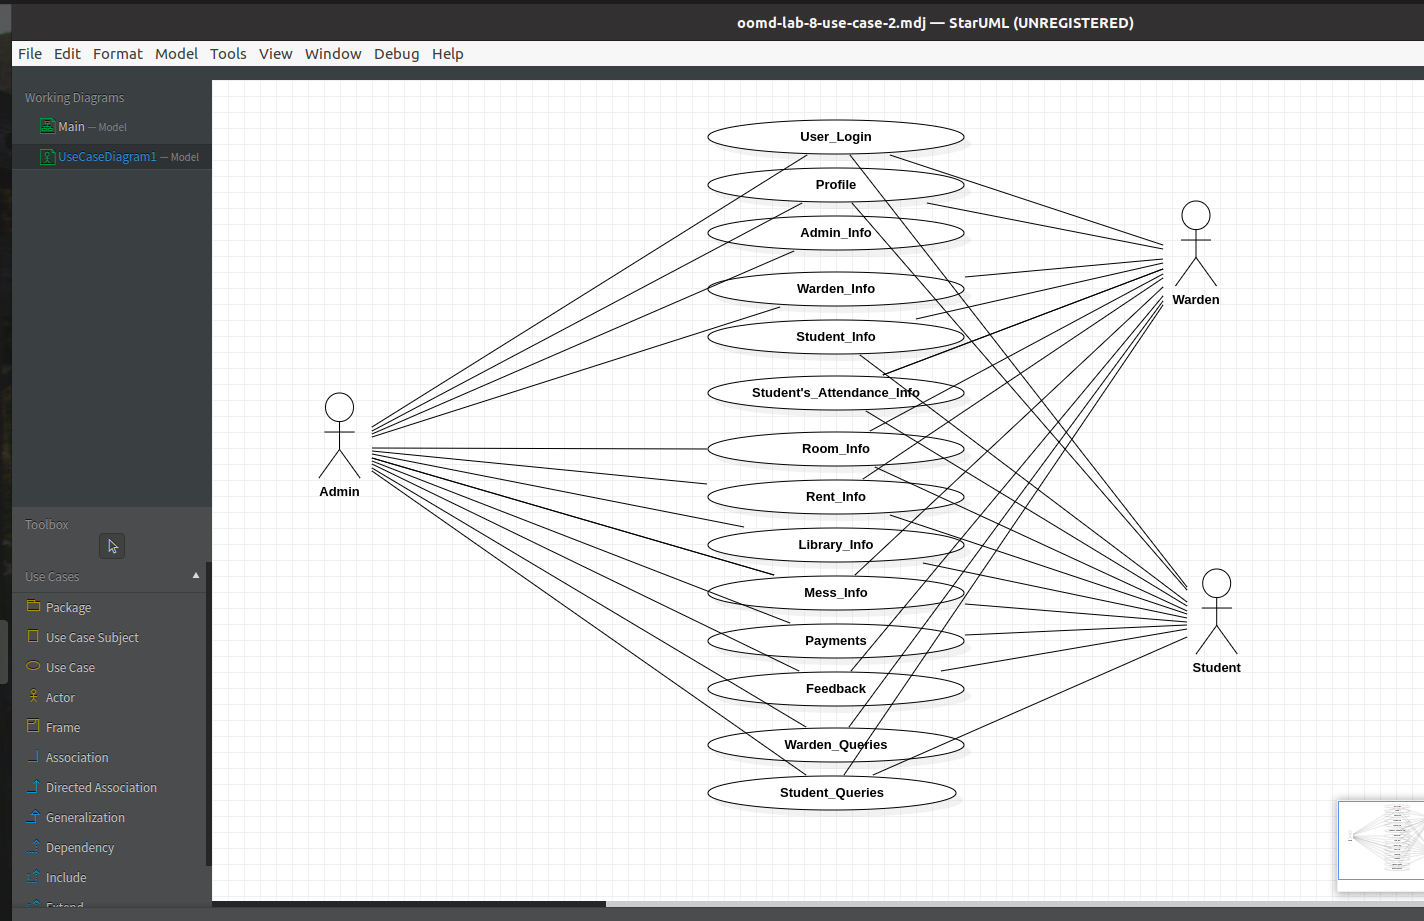 oomd-lab-8-use-case-2.mdj — StarUML (UNREGISTERED)
File Edit Format Model Tools View Window Debug Help
Working Diagrams
Main — Model
UseCaseDiagram1 — Model
Toolbox
Use Cases
Package
Use Case Subject
Use Case
Actor
Frame
Association
Directed Association
Generalization
Dependency
Include
Extend
User_Login
Profile
Admin_Info
Warden_Info
Student_Info
Student's_Attendance_Info
Room_Info
Rent_Info
Library_Info
Mess_Info
Payments
Feedback
Warden_Queries
Student_Queries
Admin
Warden
Student